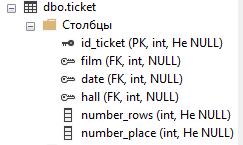 dbo.ticket
Столбцы
id_ticket (PK, int, Не NULL)
film (FK, int, NULL)
date (FK, int, NULL)
hall (FK, int, NULL)
number_rows (int, Не NULL)
number_place (int, Не NULL)